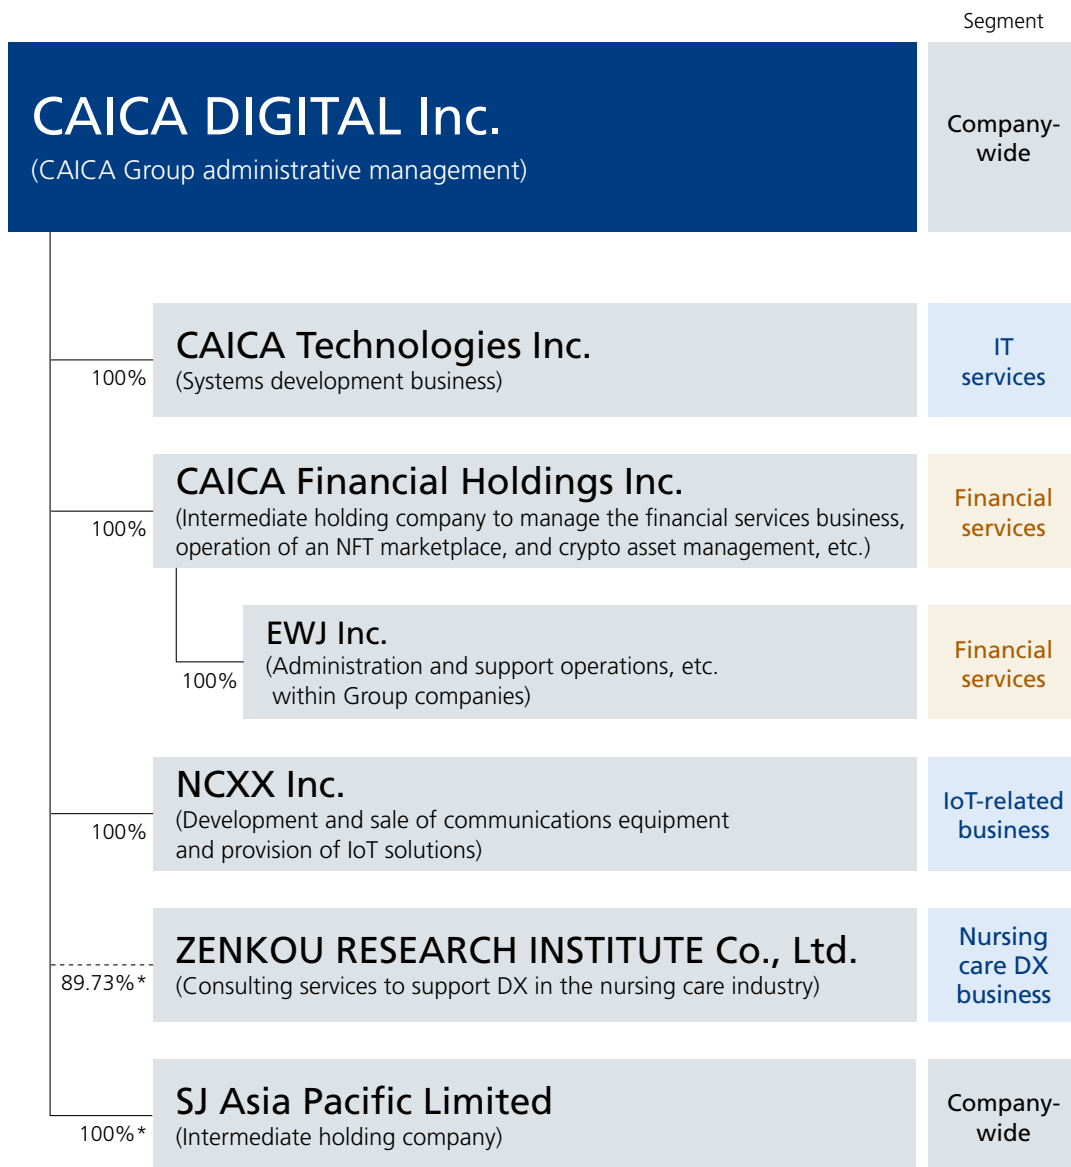 Segment
CAICA DIGITAL Inc.
(CAICA Group administrative management)
Company-
wide
100%
CAICA Technologies Inc.
(Systems development business)
IT
services
100%
CAICA Financial Holdings Inc.
(Intermediate holding company to manage the financial services business,
operation of an NFT marketplace, and crypto asset management, etc.)
Financial
services
100%
EWJ Inc.
(Administration and support operations, etc.
within Group companies)
Financial
services
100%
NCXX Inc.
(Development and sale of communications equipment
and provision of IoT solutions)
IoT-related
business
89.73%*
ZENKOU RESEARCH INSTITUTE Co., Ltd.
(Consulting services to support DX in the nursing care industry)
Nursing
care DX
business
100%*
SJ Asia Pacific Limited
(Intermediate holding company)
Company-
wide